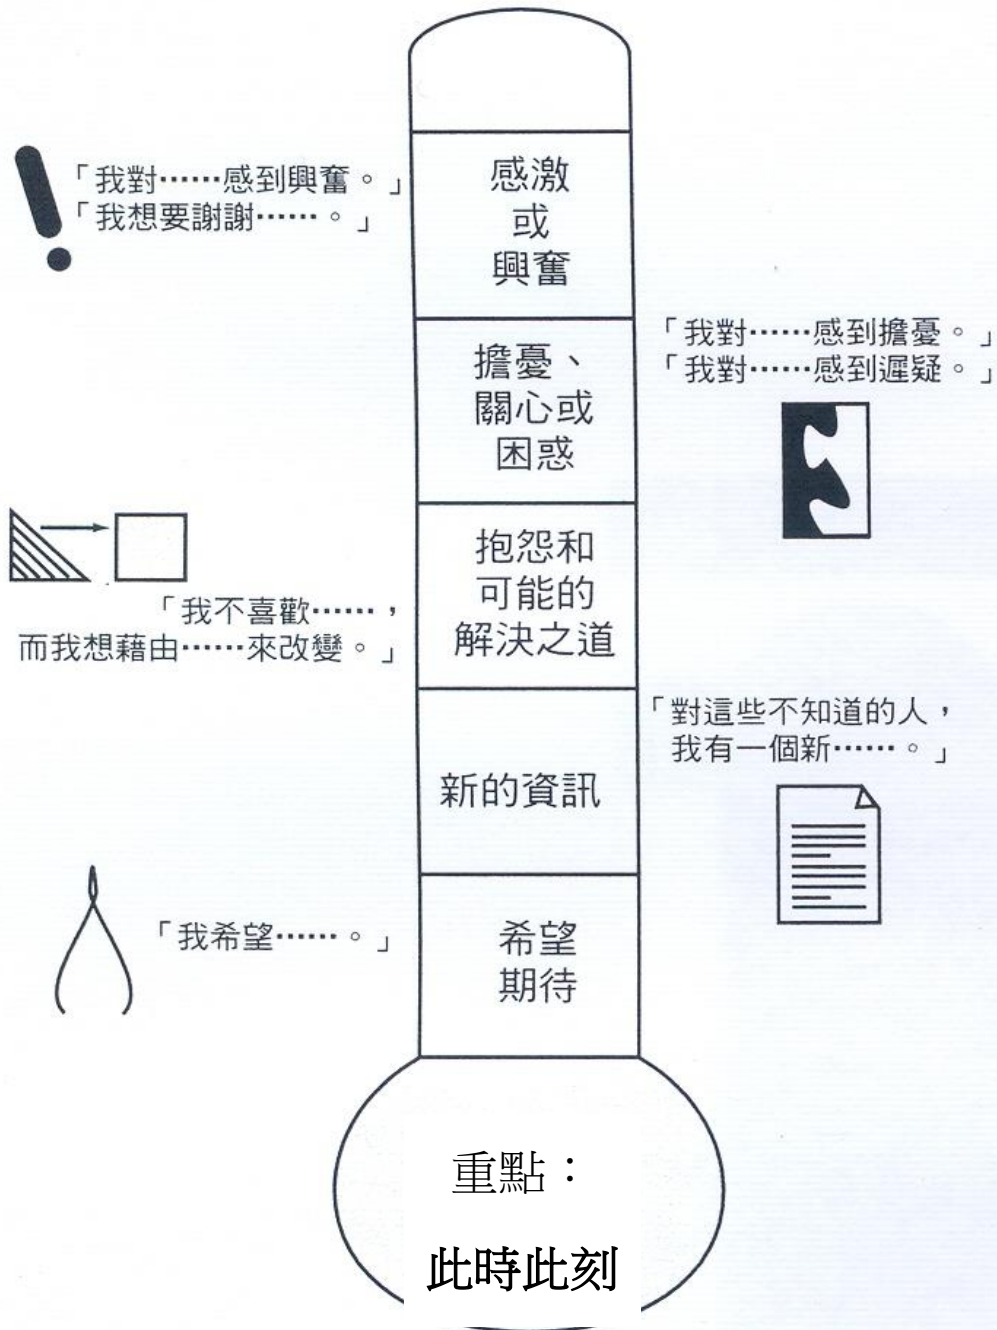 「我對……感到興奮。」
「我想要謝謝……。」
感激
或
興奮
「我對……感到擔憂。」
「我對……感到遲疑。」
擔憂、
關心或
困惑
「我不喜歡……，
而我想藉由……來改變。」
抱怨和
可能的
解決之道
「對這些不知道的人，
我有一個新……。」
新的資訊
「我希望……。」
希望
期待
重點：
此時此刻